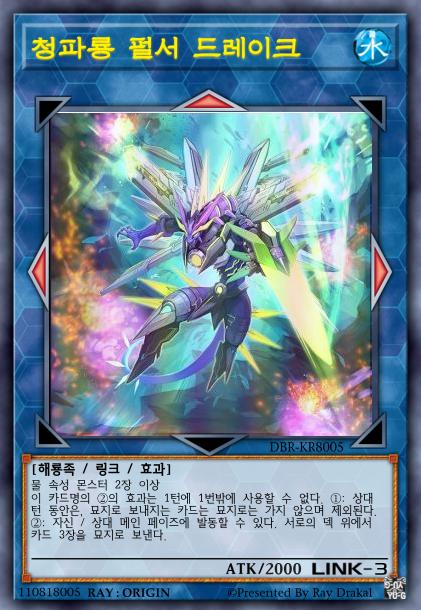 청파룡 펄서 드레이크
水
DBR-KR8005
[해룡족 / 링크 / 효과]
물 속성 몬스터 2장 이상
이 카드명의 ②의 효과는 1턴에 1번밖에 사용할 수 없다. ①: 상대
턴 동안은, 묘지로 보내지는 카드는 묘지로는 가지 않으며 제외된다.
②: 자신 / 상대 메인 페이즈에 발동할 수 있다. 서로의 덱 위에서
카드 3장을 묘지로 보낸다.
ATK/2000 LINK-3
110818005 RAY : ORIGIN ©Presented By Ray Drakal